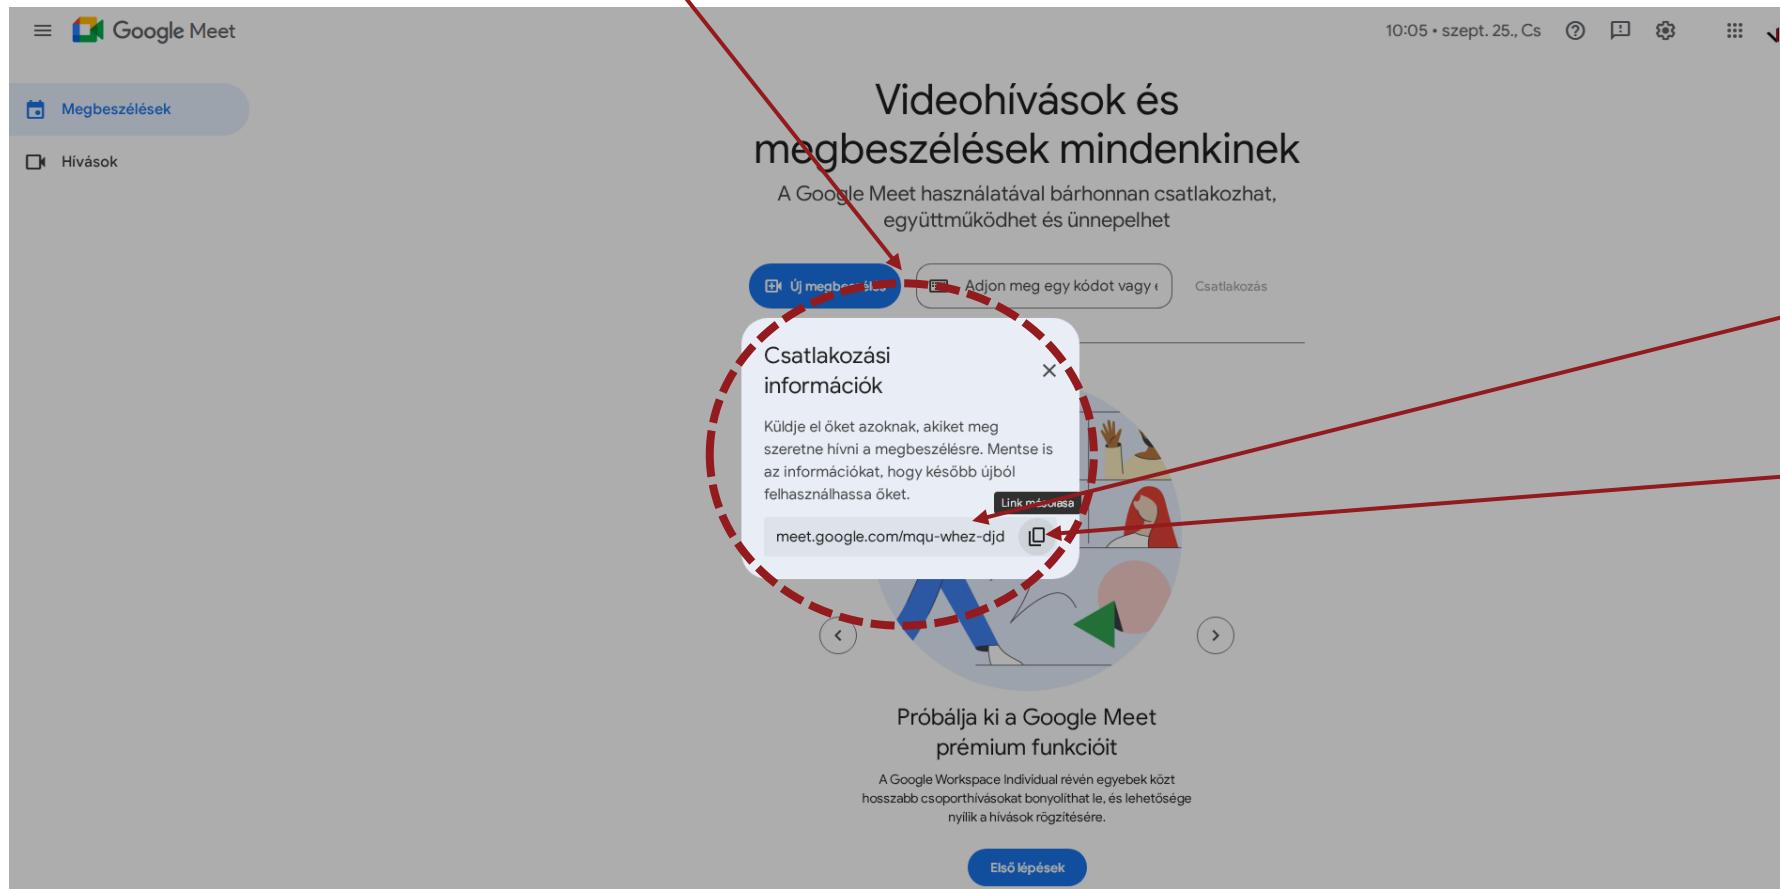 Google Meet
10:05 • szept. 25., Cs
Megbeszélések
Hívások
Videohívások és
megbeszélések mindenkinek
A Google Meet használatával bárhonnan csatlakozhat,
együttműködhet és ünnepelhet
Új megbeszélés
Adjon meg egy kódot vagy
Csatlakozás
Csatlakozási
információk
Küldje el őket azoknak, akiket meg
szeretne hívni a megbeszélésre. Mentse is
az információkat, hogy később újból
felhasználhassa őket.
Link másolása
meet.google.com/mqu-whez-djd
Próbálja ki a Google Meet
prémium funkcióit
A Google Workspace Individual révén egyebek közt
hosszabb csoporthívásokat bonyolíthat le, és lehetősége
nyílik a hívások rögzítésére.
Első lépések